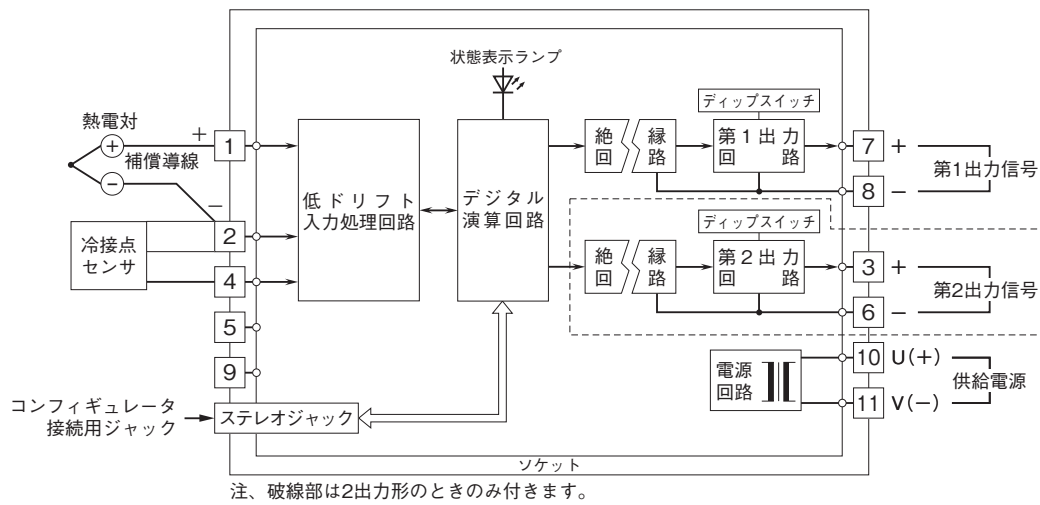 状態表示ランプ
熱電対
+
+
補償導線
−
−
冷接点
センサ
1
2
4
5
9
低ドリフト
入力処理回路
デジタル
演算回路
絶縁
回路
ディップスイッチ
第1出力
回路
7
+
8
−
第1出力信号
絶縁
回路
ディップスイッチ
第2出力
回路
3
+
6
−
第2出力信号
電源
回路
10
U(+)
11
V(−)
供給電源
コンフィギュレータ
接続用ジャック
ステレオジャック
ソケット
注、破線部は2出力形のときのみ付きます。